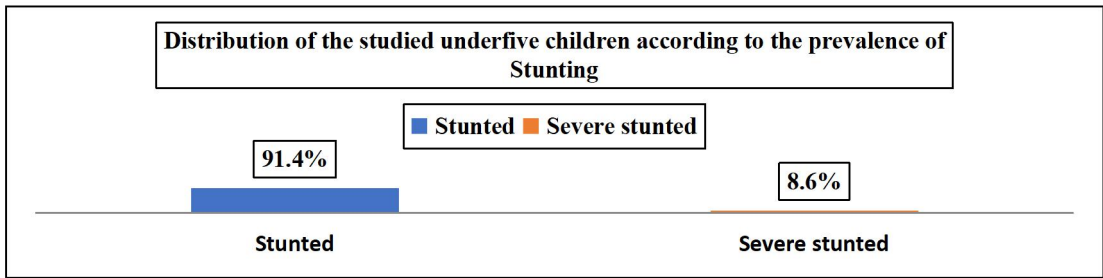 Distribution of the studied underfive children according to the prevalence of
Stunting
Stunted Severe stunted
91.4%
8.6%
Stunted Severe stunted